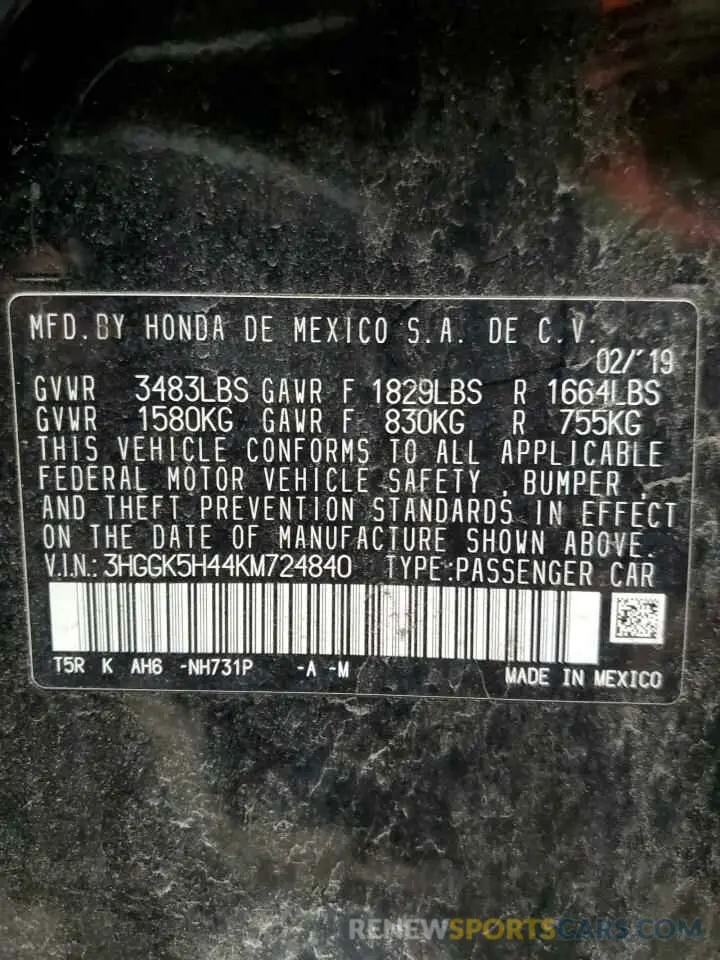 MFD.BY HONDA DE MEXICO S.A. DE C.V.
02/'19
GVWR 3483LBS GAWR F 1829LBS R 1664LBS
GVWR 1580KG GAWR F 830KG R 755KG
THIS VEHICLE CONFORMS TO ALL APPLICABLE
FEDERAL MOTOR VEHICLE SAFETY , BUMPER ,
AND THEFT PREVENTION STANDARDS IN EFFECT
ON THE DATE OF MANUFACTURE SHOWN ABOVE.
V.I.N.: 3HGGK5H44KM724840 TYPE:PASSENGER CAR
T5R K AH6 -NH731P -A -M
MADE IN MEXICO
RENEWSPORTSCARS.COM